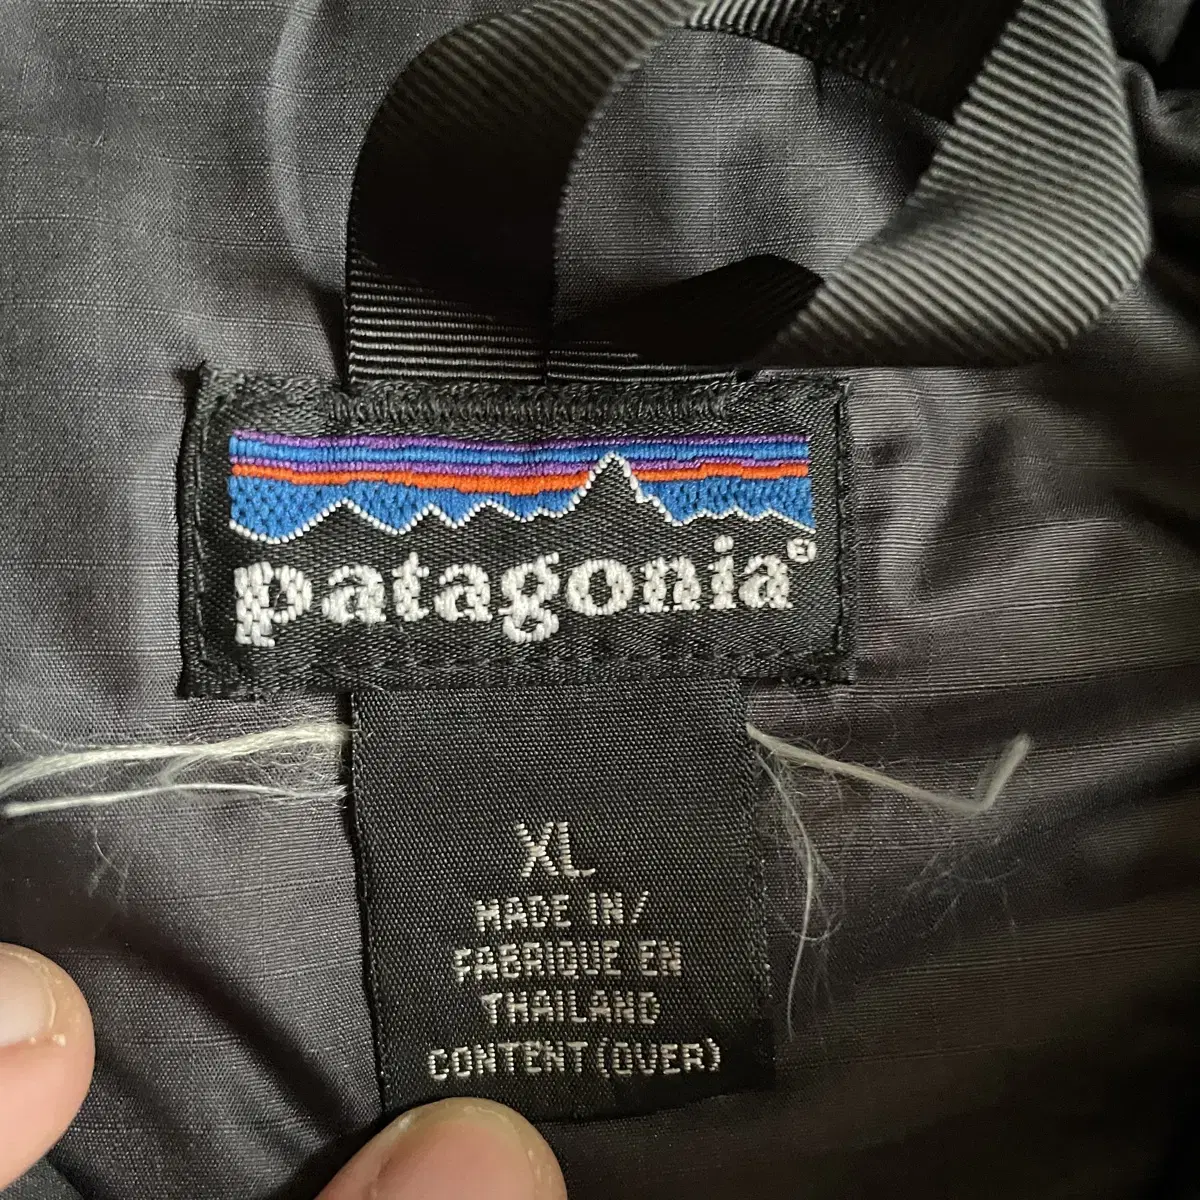 patagonia®
XL
MADE IN/
FABRIQUE EN
THAILAND
CONTENT (OVER)